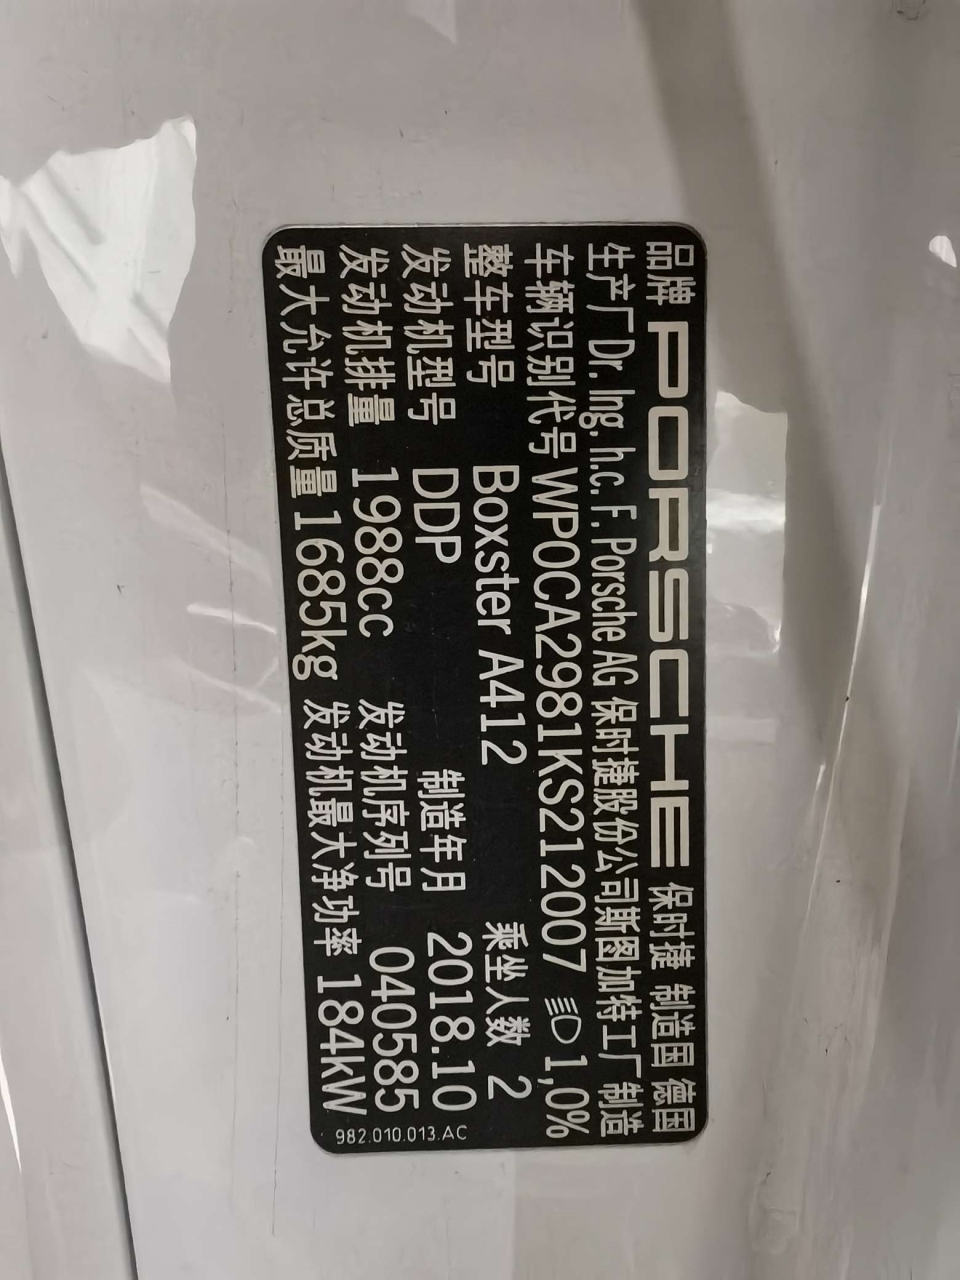 品牌 PORSCHE 保时捷 制造国 德国
生产厂 Dr. Ing. h.c. F. Porsche AG 保时捷股份公司斯图加特工厂制造
车辆识别代号 WP0CA2981KS212007 1,0%
整车型号 Boxster A412 乘坐人数 2
发动机型号 DDP 制造年月 2018.10
发动机排量 1988cc 发动机序列号 040585
最大允许总质量 1685kg 发动机最大净功率 184kW
982.010.013.AC